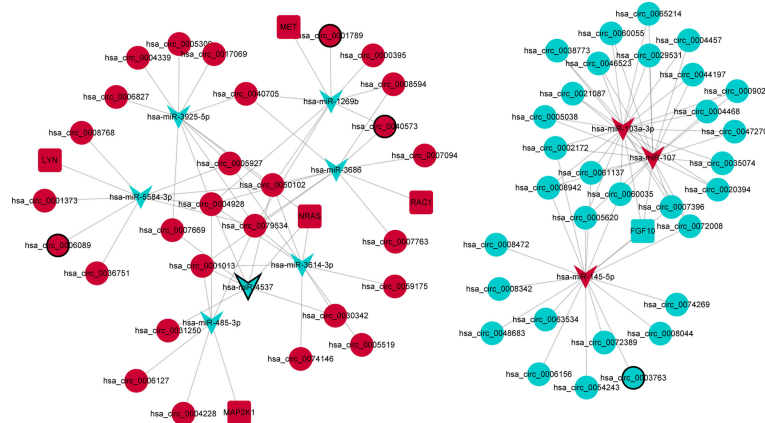 MET
hsa_circ_0001789
hsa_circ_0005309
hsa_circ_0004339
hsa_circ_0017069
hsa_circ_0000395
hsa_circ_0008594
hsa_circ_0006827
hsa_circ_0040705
hsa-miR-1269b
hsa-miR-3925-5p
hsa_circ_0040573
hsa_circ_0008768
LYN
hsa_circ_0005927
hsa_circ_0007094
hsa-miR-3686
hsa_circ_0050102
hsa-miR-5584-3p
hsa_circ_0001373
RAC1
hsa_circ_0004928
NRAS
hsa_circ_0079534
hsa_circ_0007669
hsa_circ_0006089
hsa_circ_0007763
hsa_circ_0001013
hsa-miR-3614-3p
hsa_circ_0036751
hsa-miR-4537
hsa_circ_0059175
hsa_circ_0030342
hsa-miR-485-3p
hsa_circ_0031250
hsa_circ_0005519
hsa_circ_0074146
hsa_circ_0006127
hsa_circ_0004228
MAP2K1
hsa_circ_0065214
hsa_circ_0060055
hsa_circ_0004457
hsa_circ_0038773
hsa_circ_0029531
hsa_circ_0046523
hsa_circ_0044197
hsa_circ_0021087
hsa_circ_000902
hsa_circ_0004468
hsa_circ_0005038
hsa-miR-103a-3p
hsa_circ_0047270
hsa_circ_0002172
hsa-miR-107
hsa_circ_0035074
hsa_circ_0061137
hsa_circ_0008942
hsa_circ_0060035
hsa_circ_0020394
hsa_circ_0007396
hsa_circ_0005620
hsa_circ_0072008
FGF10
hsa_circ_0008472
hsa-miR-145-5p
hsa_circ_0008342
hsa_circ_0074269
hsa_circ_0063534
hsa_circ_0048683
hsa_circ_0008044
hsa_circ_0072389
hsa_circ_0006156
hsa_circ_0003763
hsa_circ_0054243